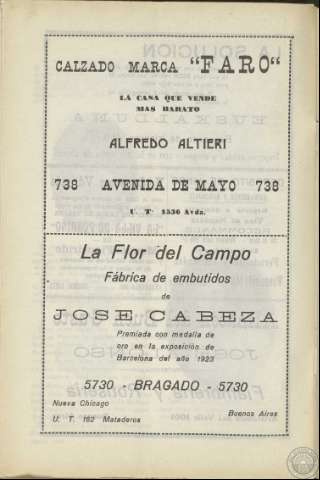 CALZADO MARCA "FARO"
LA CASA QUE VENDE
MAS BARATO
ALFREDO ALTIERI
738 AVENIDA DE MAYO 738
U. T. 1536 Avda.
La Flor del Campo
Fábrica de embutidos
de
JOSE CABEZA
Premiada con medalla de
oro en la exposición de
Barcelona del año 1923
5730 - BRAGADO - 5730
Nueva Chicago
Buenos Aires
U. T. 162 Mataderos